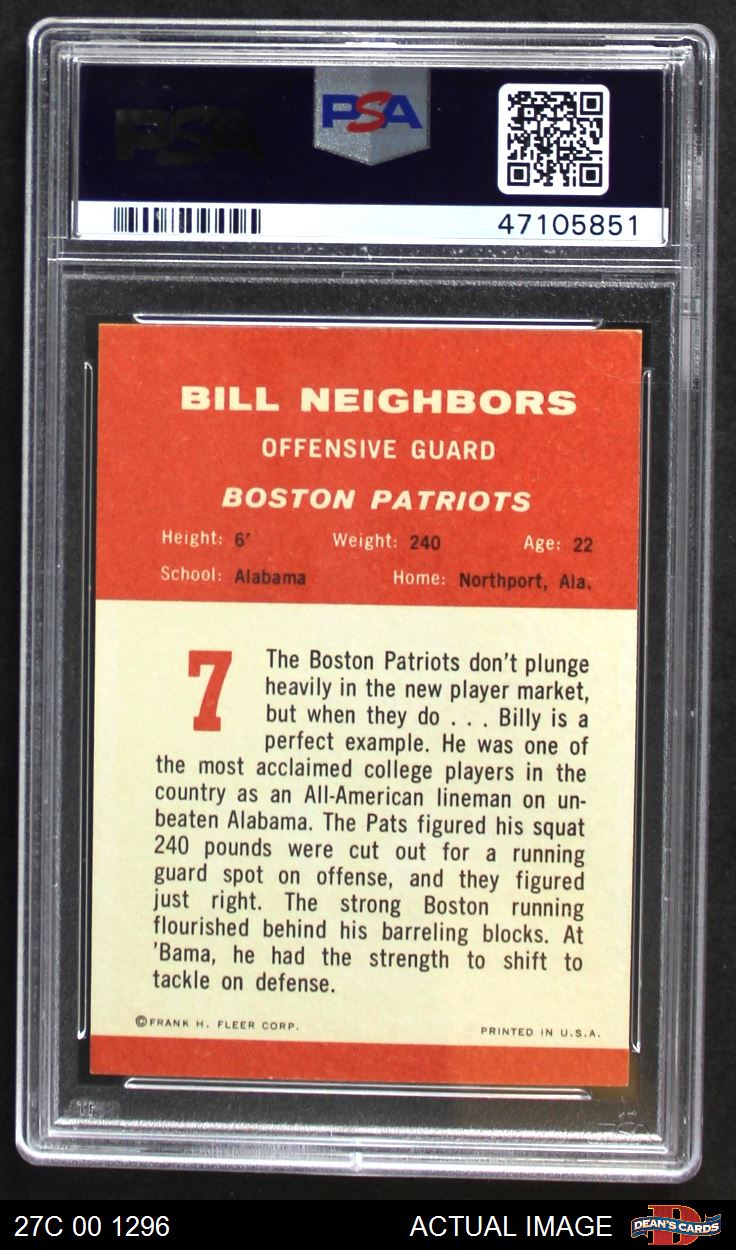 PSA
PSA
47105851
BILL NEIGHBORS
OFFENSIVE GUARD
BOSTON PATRIOTS
Height: 6' Weight: 240 Age: 22
School: Alabama Home: Northport, Ala.
7
The Boston Patriots don't plunge
heavily in the new player market,
but when they do . . . Billy is a
perfect example. He was one of
the most acclaimed college players in the
country as an All-American lineman on un-
beaten Alabama. The Pats figured his squat
240 pounds were cut out for a running
guard spot on offense, and they figured
just right. The strong Boston running
flourished behind his barreling blocks. At
'Bama, he had the strength to shift to
tackle on defense.
©FRANK H. FLEER CORP.
PRINTED IN U.S.A.
27C 00 1296
ACTUAL IMAGE
DEAN'S CARDS